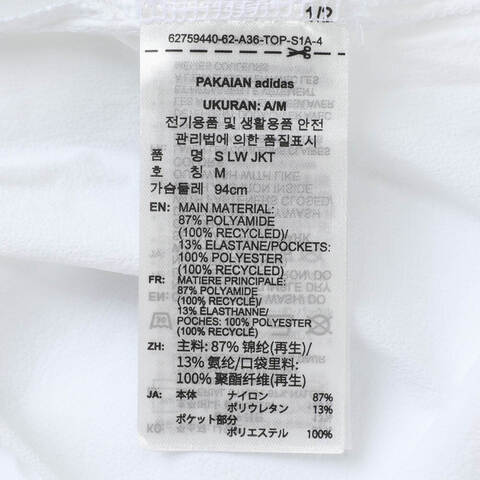 1/2
62759440-62-A36-TOP-S1A-4
PAKAIAN adidas
UKURAN: A/M
전기용품 및 생활용품 안전
관리법에 의한 품질표시
품 명 S LW JKT
호 칭 M
가슴둘레 94cm
EN: MAIN MATERIAL:
87% POLYAMIDE
(100% RECYCLED)/
13% ELASTANE/POCKETS:
100% POLYESTER
(100% RECYCLED)
FR: MATIERE PRINCIPALE:
87% POLYAMIDE
(100% RECYCLÉ)/
13% ÉLASTHANNE/
POCHES: 100% POLYESTER
(100% RECYCLÉ)
ZH: 主料: 87% 锦纶(再生)/
13% 氨纶/口袋里料:
100% 聚酯纤维(再生)
JA: 本体 ナイロン 87%
ポリウレタン 13%
ポケット部分
ポリエステル 100%